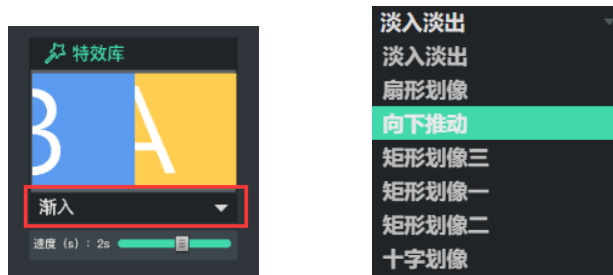 特效库
B A
渐入
速度 (s) : 2s
淡入淡出
淡入淡出
扇形划像
向下推动
矩形划像三
矩形划像一
矩形划像二
十字划像